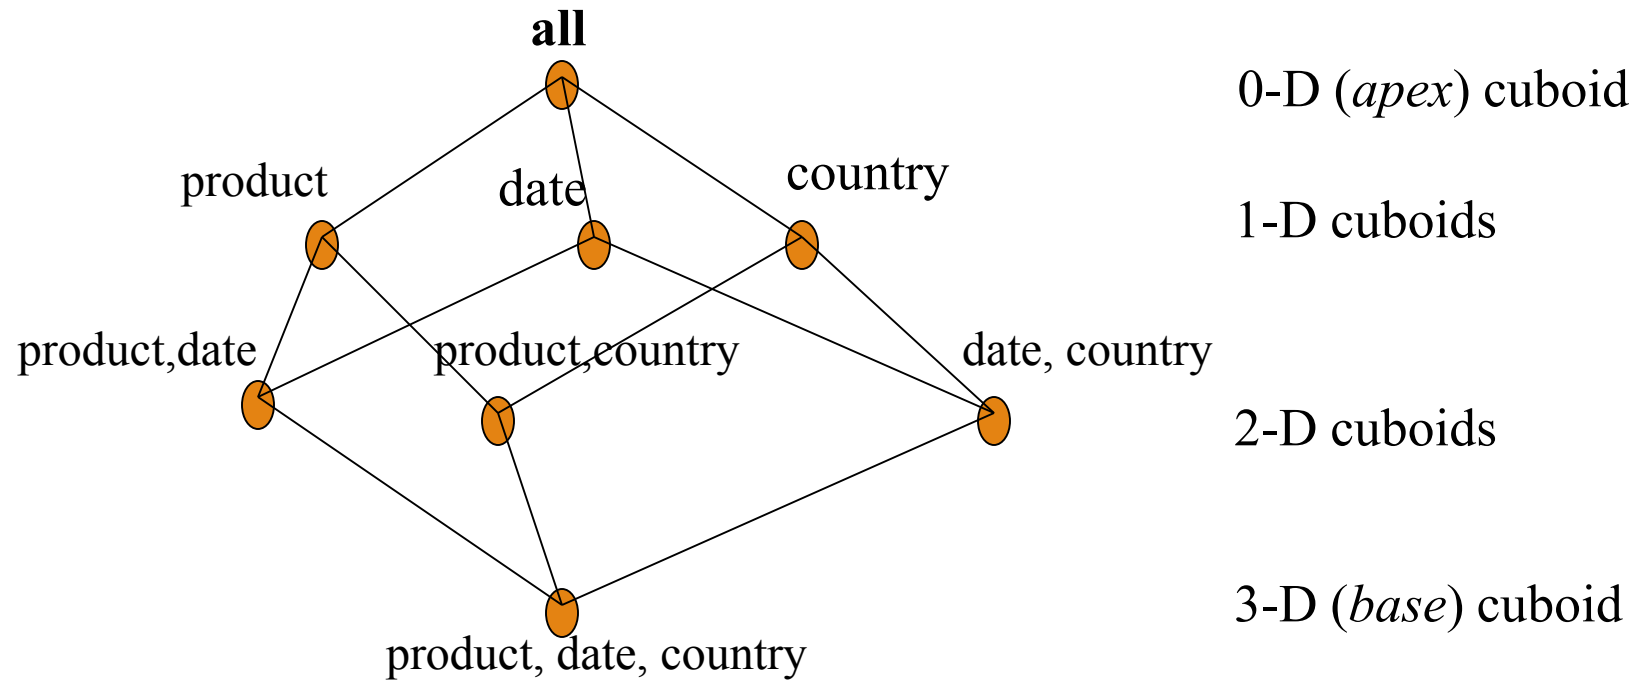 all
0-D (apex) cuboid
product
date
country
1-D cuboids
product,date
product,country
date, country
2-D cuboids
3-D (base) cuboid
product, date, country